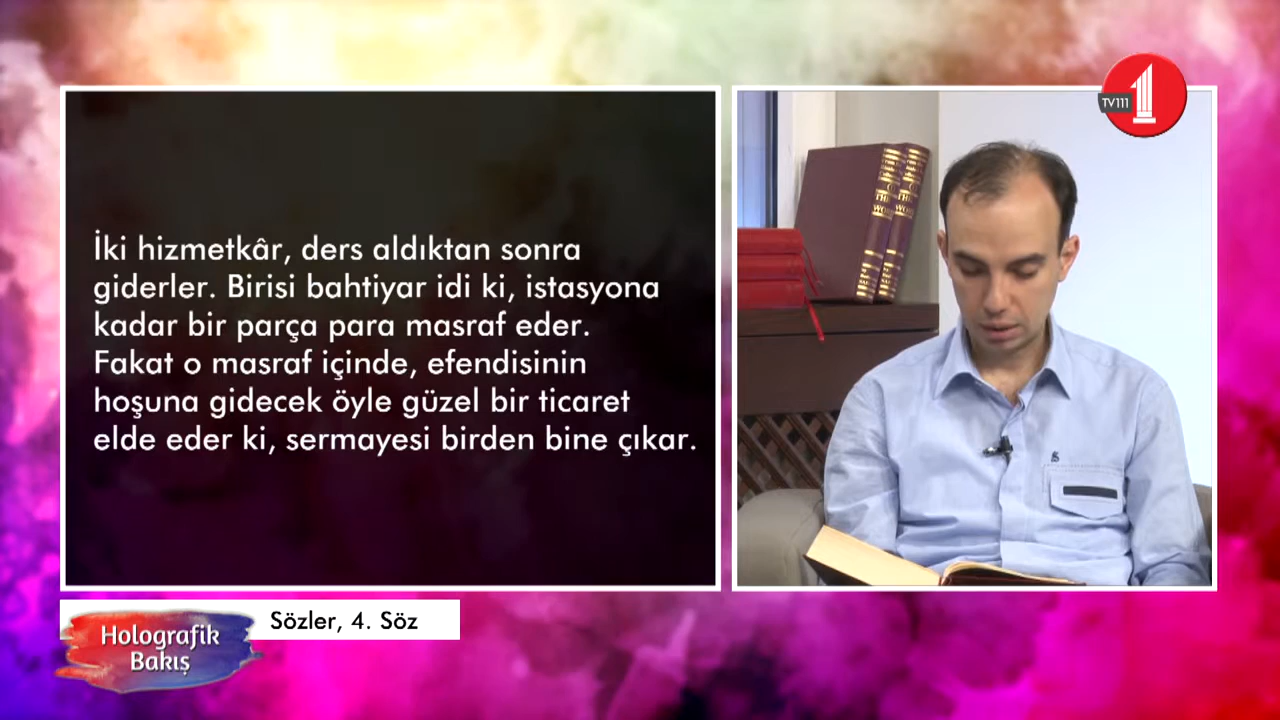 TV111
1
İki hizmetkâr, ders aldıktan sonra
giderler. Birisi bahtiyar idi ki, istasyona
kadar bir parça para masraf eder.
Fakat o masraf içinde, efendisinin
hoşuna gidecek öyle güzel bir ticaret
elde eder ki, sermayesi birden bine çıkar.
Sözler, 4. Söz
Holografik
Bakış